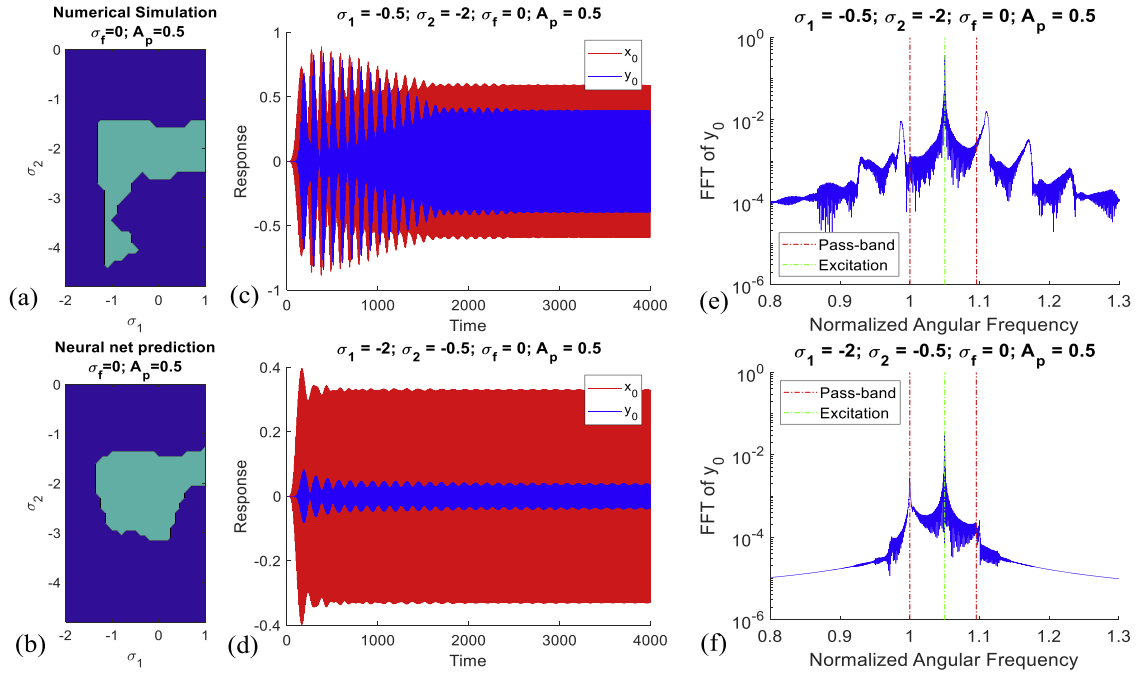 Numerical Simulation
σf=0; Ap=0.5
0
-1
-2
-3
-4
σ2
-2
-1
0
1
σ1
(a)
σ1 = -0.5; σ2 = -2; σf = 0; Ap = 0.5
1
0.5
0
-0.5
-1
Response
x0
y0
0
1000
2000
3000
4000
Time
(c)
σ1 = -0.5; σ2 = -2; σf = 0; Ap = 0.5
10^0
10^-2
10^-4
10^-6
FFT of y0
Pass-band
Excitation
0.8
0.9
1
1.1
1.2
1.3
Normalized Angular Frequency
(e)
Neural net prediction
σf=0; Ap=0.5
0
-1
-2
-3
-4
σ2
-2
-1
0
1
σ1
(b)
σ1 = -2; σ2 = -0.5; σf = 0; Ap = 0.5
0.4
0.2
0
-0.2
-0.4
Response
x0
y0
0
1000
2000
3000
4000
Time
(d)
σ1 = -2; σ2 = -0.5; σf = 0; Ap = 0.5
10^0
10^-2
10^-4
10^-6
FFT of y0
Pass-band
Excitation
0.8
0.9
1
1.1
1.2
1.3
Normalized Angular Frequency
(f)